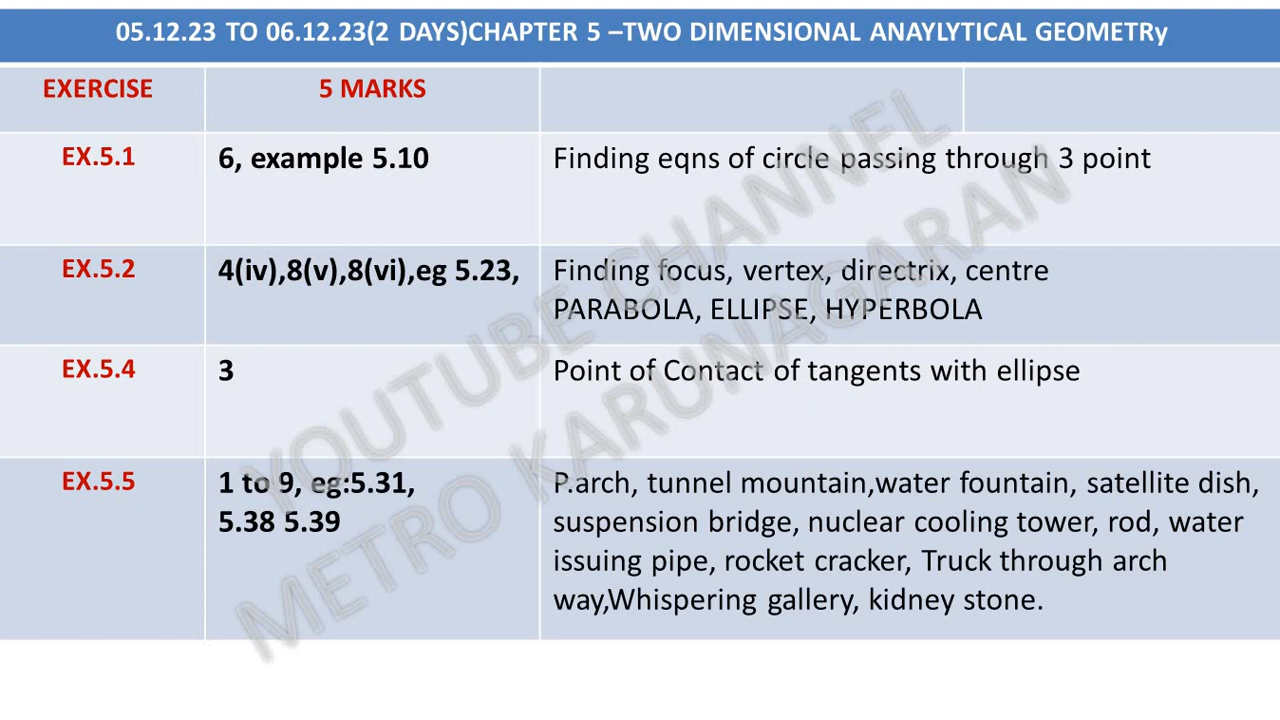 05.12.23 TO 06.12.23(2 DAYS)CHAPTER 5 –TWO DIMENSIONAL ANAYLYTICAL GEOMETRy
EXERCISE
5 MARKS
EX.5.1
6, example 5.10
Finding eqns of circle passing through 3 point
EX.5.2
4(iv),8(v),8(vi),eg 5.23,
Finding focus, vertex, directrix, centre
PARABOLA, ELLIPSE, HYPERBOLA
EX.5.4
3
Point of Contact of tangents with ellipse
EX.5.5
1 to 9, eg:5.31,
5.38 5.39
P.arch, tunnel mountain,water fountain, satellite dish,
suspension bridge, nuclear cooling tower, rod, water
issuing pipe, rocket cracker, Truck through arch
way,Whispering gallery, kidney stone.
YOUTUBE CHANNEL
METRO KARUNAGARAN